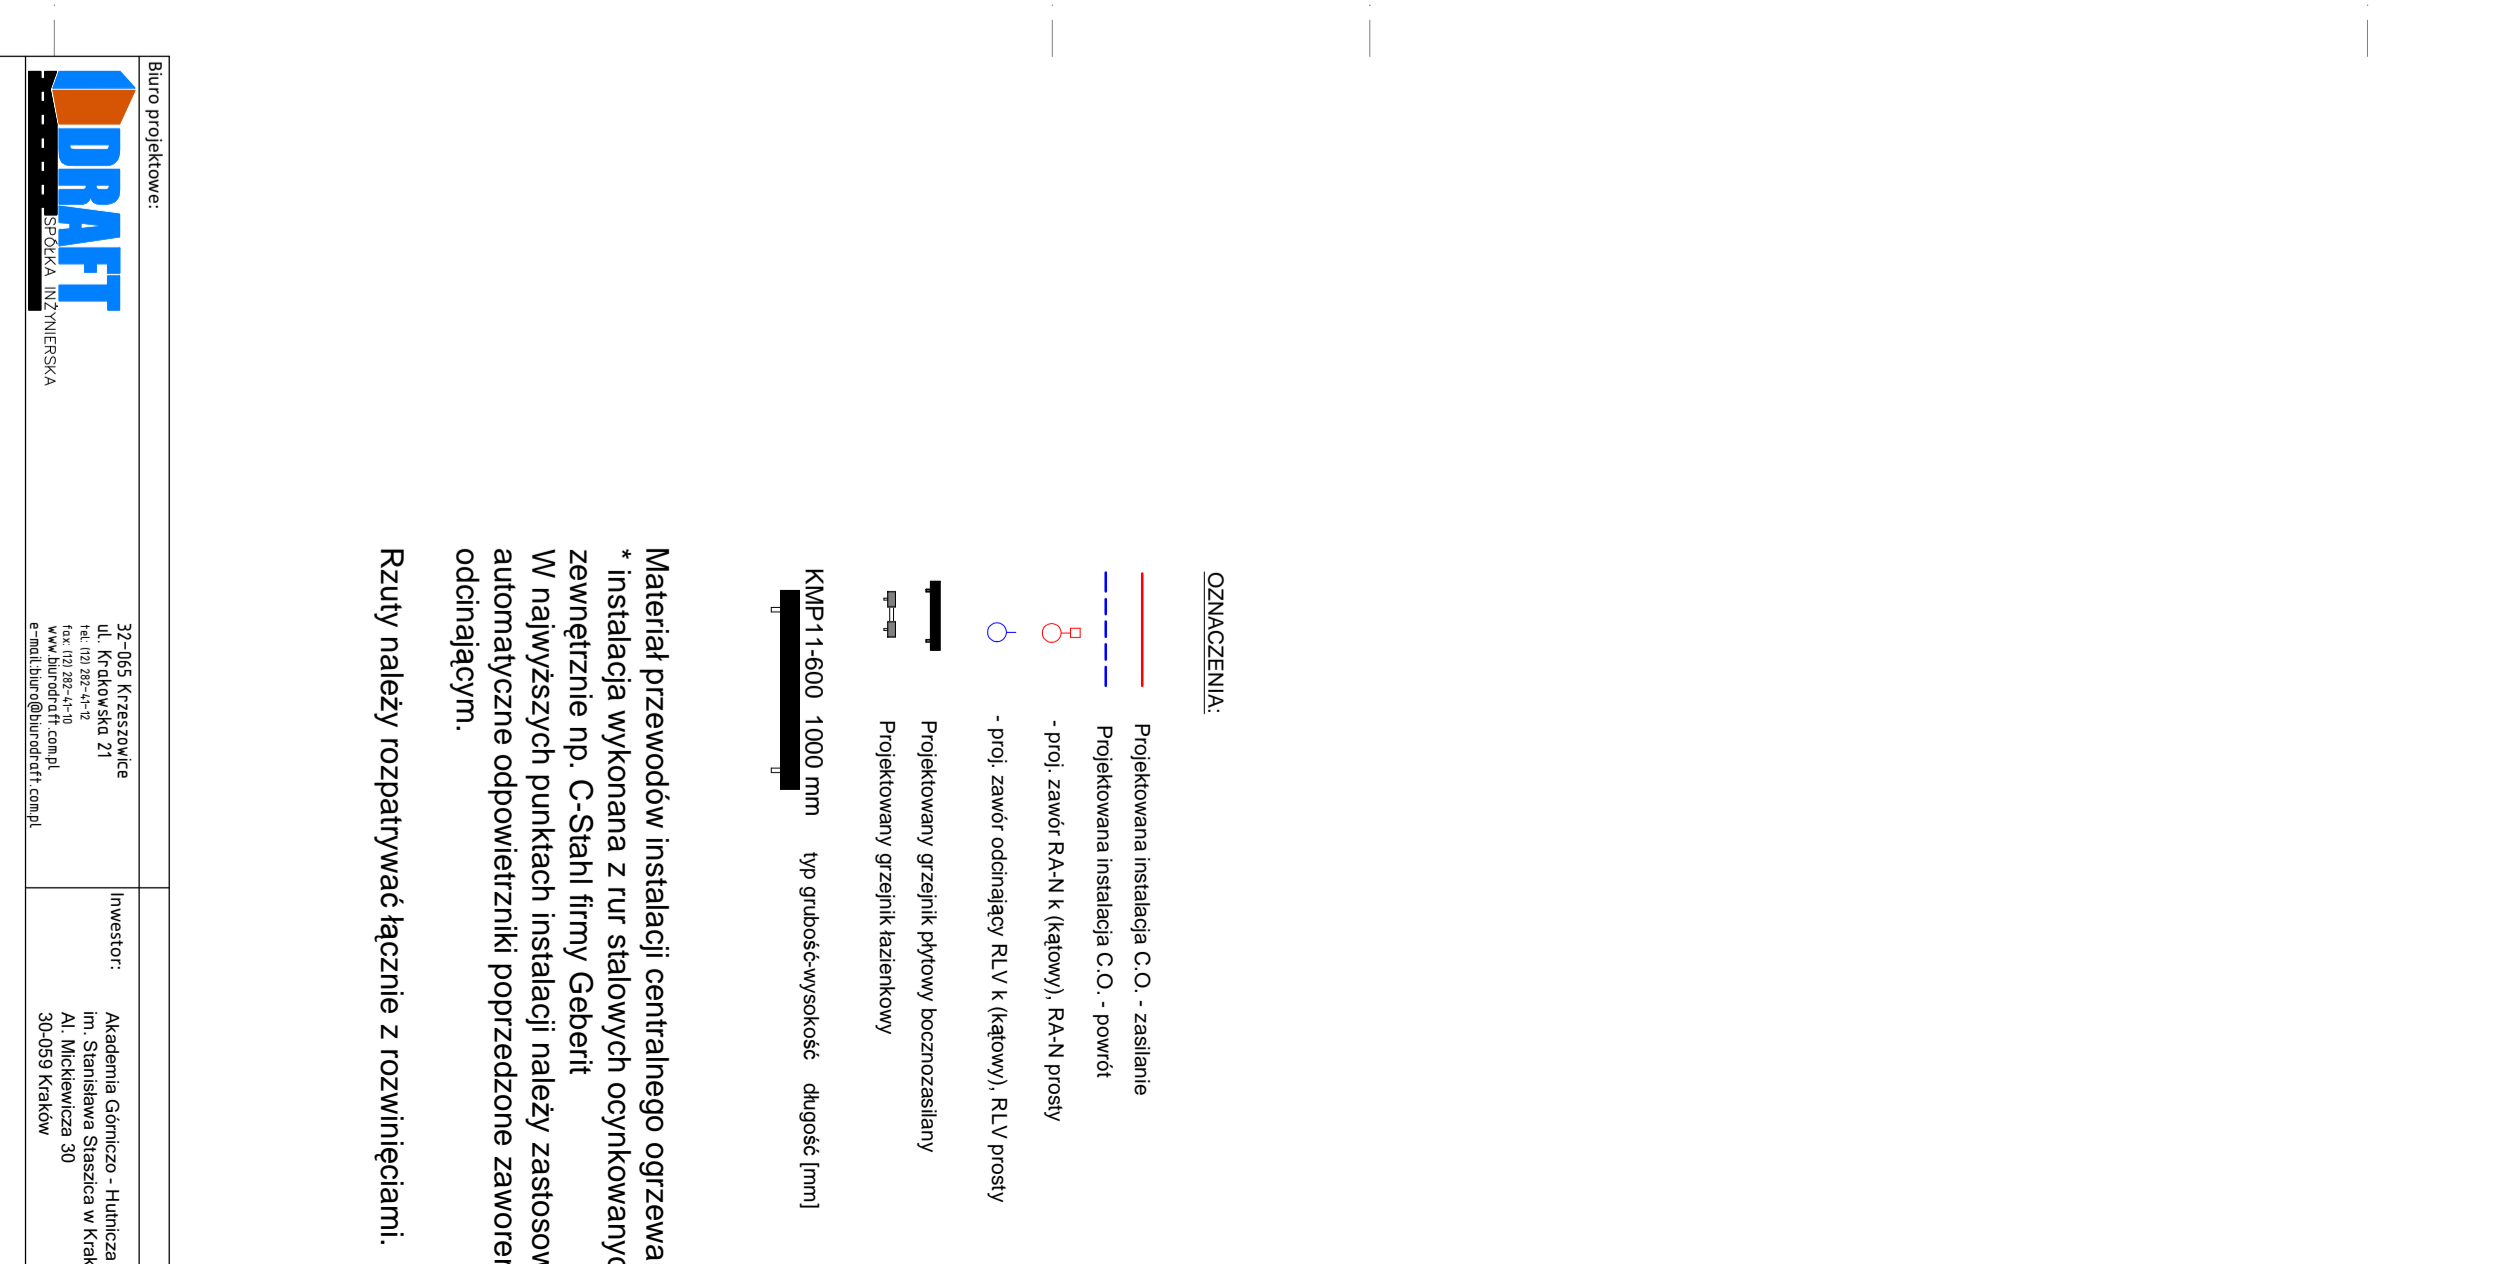 OZNACZENIA:
Projektowana instalacja C.O. - zasilanie
Projektowana instalacja C.O. - powrót
- proj. zawór RA-N k (kątowy), RA-N prosty
- proj. zawór odcinający RLV k (kątowy), RLV prosty
Projektowany grzejnik płytowy bocznozasilany
Projektowany grzejnik łazienkowy
KMP11-600 1000 mm typ grubość-wysokość długość [mm]
Materiał przewodów instalacji centralnego ogrzewa
* instalacja wykonana z rur stalowych ocynkowanyc
zewnętrznie np. C-Stahl firmy Geberit
W najwyższych punktach instalacji należy zastosow
automatyczne odpowietrzniki poprzedzone zaworem
odcinającym.
Rzuty należy rozpatrywać łącznie z rozwinięciami.
Biuro projektowe:
DRAFT
SPÓŁKA INŻYNIERSKA
32-065 Krzeszowice
ul. Krakowska 21
tel: (12) 282-41-12
fax: (12) 282-41-10
www.biurodraft.com.pl
e-mail:biuro@biurodraft.com.pl
Inwestor:
Akademia Górniczo - Hutnicza
im. Stanisława Staszica w Krak
Al. Mickiewicza 30
30-059 Kraków